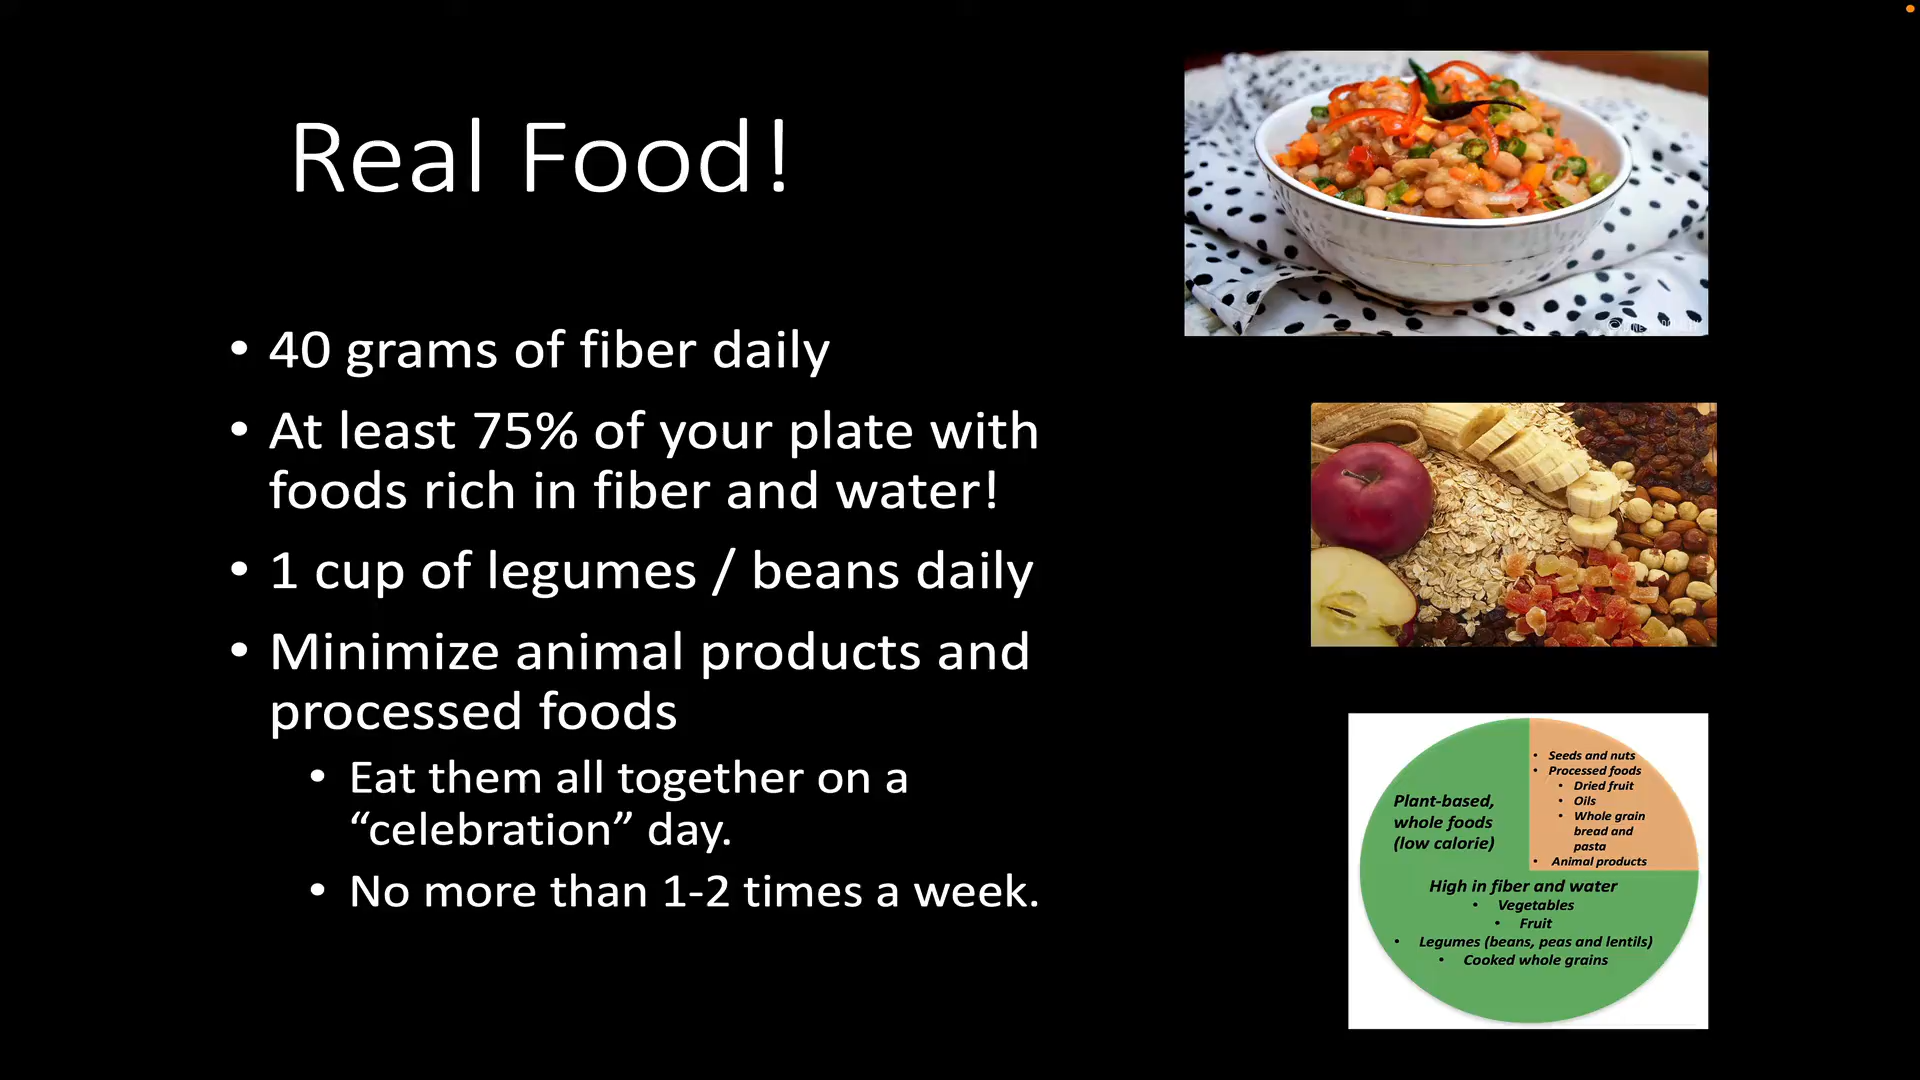 Real Food!
• 40 grams of fiber daily
• At least 75% of your plate with
foods rich in fiber and water!
• 1 cup of legumes / beans daily
• Minimize animal products and
processed foods
• Eat them all together on a
“celebration” day.
• No more than 1-2 times a week.
Plant-based,
whole foods
(low calorie)
• Seeds and nuts
• Processed foods
• Dried fruit
• Oils
• Whole grain
bread and
pasta
• Animal products
High in fiber and water
• Vegetables
• Fruit
• Legumes (beans, peas and lentils)
• Cooked whole grains